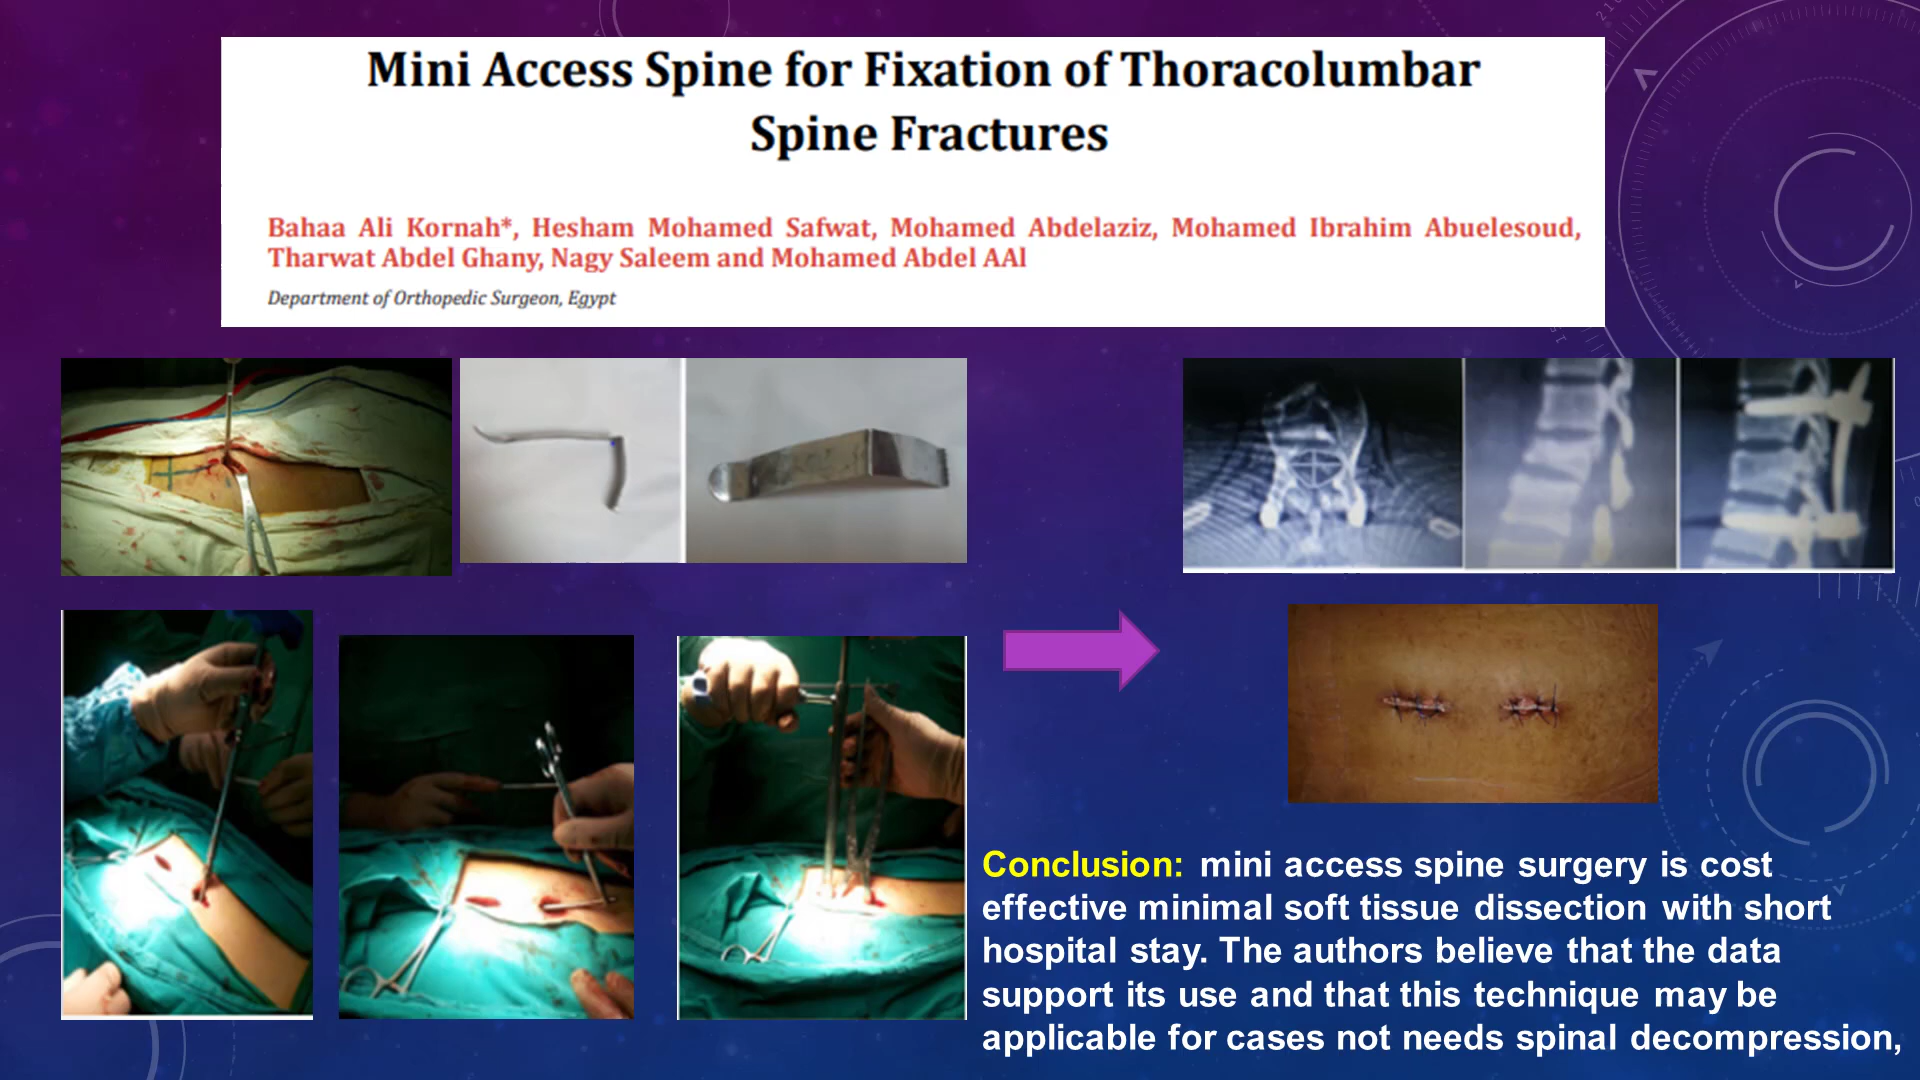 Mini Access Spine for Fixation of Thoracolumbar
Spine Fractures
Bahaa Ali Kornah*, Hesham Mohamed Safwat, Mohamed Abdelaziz, Mohamed Ibrahim Abuelesoud,
Tharwat Abdel Ghany, Nagy Saleem and Mohamed Abdel AAl
Department of Orthopedic Surgeon, Egypt
Conclusion: mini access spine surgery is cost
effective minimal soft tissue dissection with short
hospital stay. The authors believe that the data
support its use and that this technique may be
applicable for cases not needs spinal decompression,